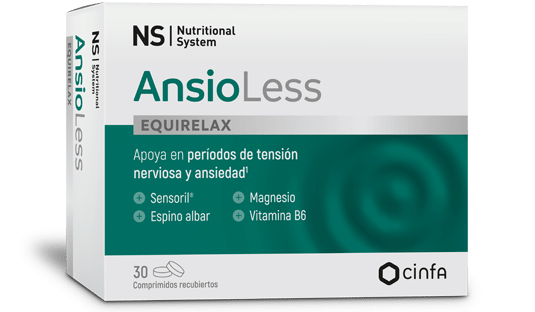 NS | Nutritional
System
AnsioLess
EQUIRELAX
Apoya en períodos de tensión
nerviosa y ansiedad¹
+ Sensoril®
+ Magnesio
+ Espino albar
+ Vitamina B6
30
Comprimidos recubiertos
cinfa
NS | Nutritional
System
AnsioLess
EQUIRELAX